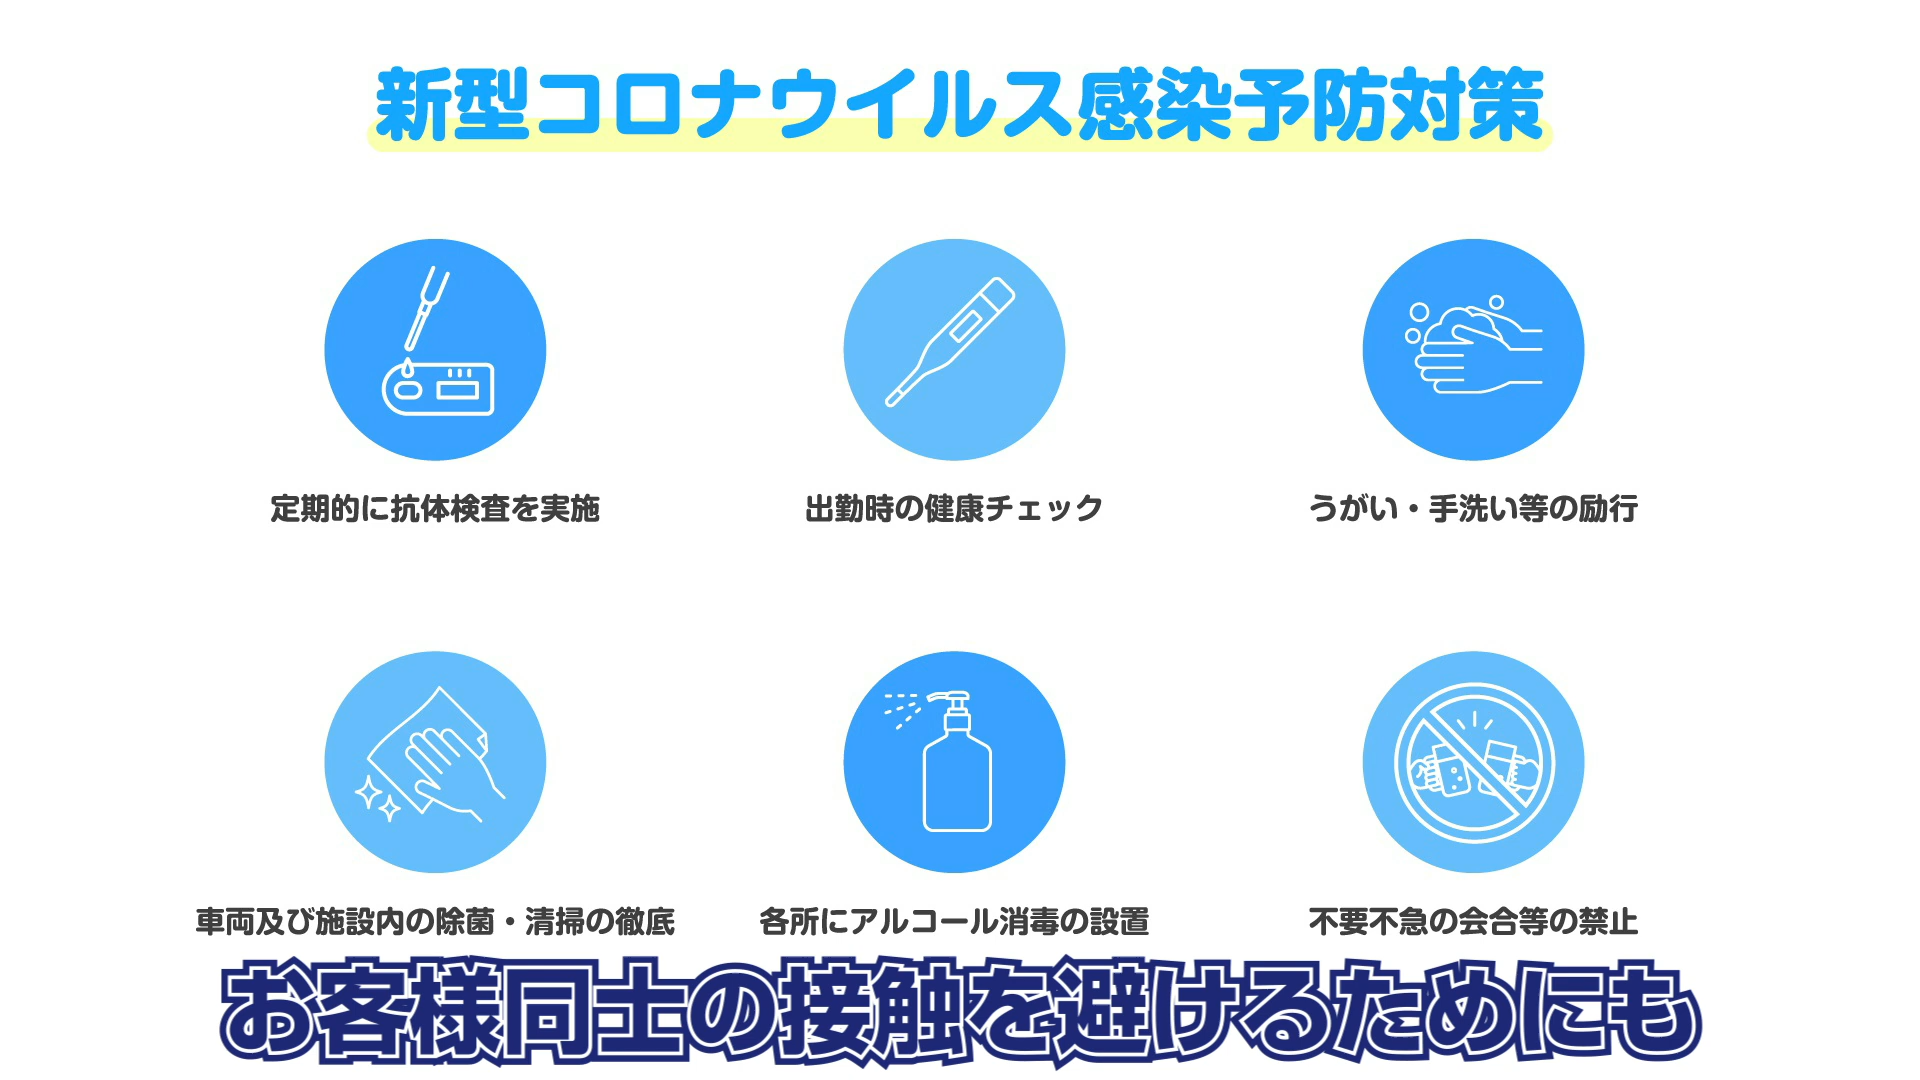 新型コロナウイルス感染予防対策
定期的に抗体検査を実施
出勤時の健康チェック
うがい・手洗い等の励行
車両及び施設内の除菌・清掃の徹底
各所にアルコール消毒の設置
不要不急の会合等の禁止
お客様同士の接触を避けるためにも